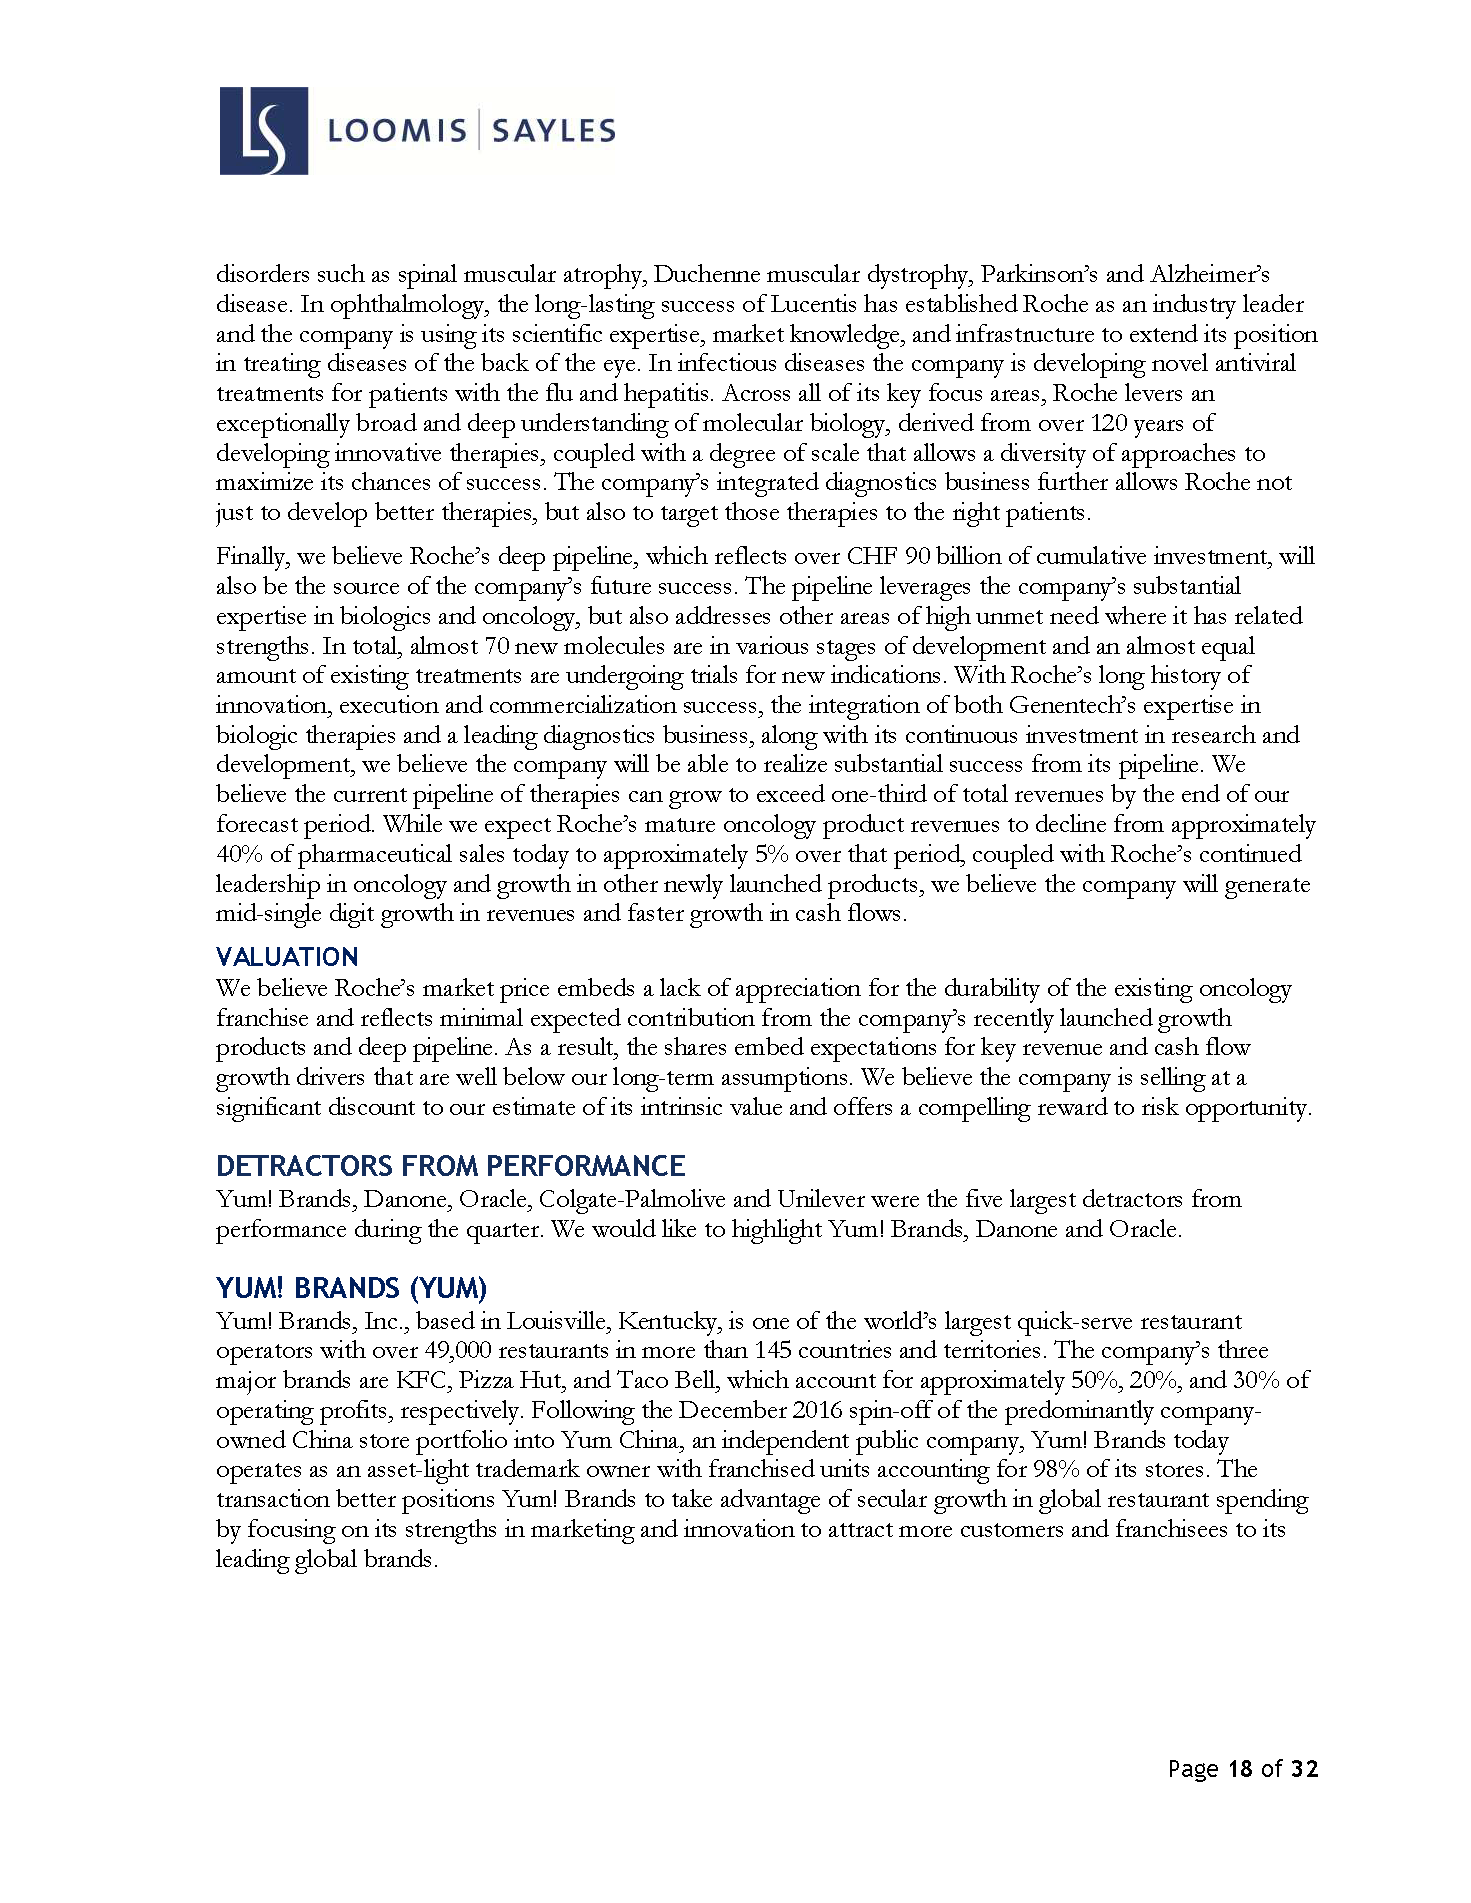 LS LOOMIS | SAYLES
disorders such as spinal muscular atrophy, Duchenne muscular dystrophy, Parkinson’s and Alzheimer’s
disease. In ophthalmology, the long-lasting success of Lucentis has established Roche as an industry leader
and the company is using its scientific expertise, market knowledge, and infrastructure to extend its position
in treating diseases of the back of the eye. In infectious diseases the company is developing novel antiviral
treatments for patients with the flu and hepatitis. Across all of its key focus areas, Roche levers an
exceptionally broad and deep understanding of molecular biology, derived from over 120 years of
developing innovative therapies, coupled with a degree of scale that allows a diversity of approaches to
maximize its chances of success. The company’s integrated diagnostics business further allows Roche not
just to develop better therapies, but also to target those therapies to the right patients.
Finally, we believe Roche’s deep pipeline, which reflects over CHF 90 billion of cumulative investment, will
also be the source of the company’s future success. The pipeline leverages the company’s substantial
expertise in biologics and oncology, but also addresses other areas of high unmet need where it has related
strengths. In total, almost 70 new molecules are in various stages of development and an almost equal
amount of existing treatments are undergoing trials for new indications. With Roche’s long history of
innovation, execution and commercialization success, the integration of both Genentech’s expertise in
biologic therapies and a leading diagnostics business, along with its continuous investment in research and
development, we believe the company will be able to realize substantial success from its pipeline. We
believe the current pipeline of therapies can grow to exceed one-third of total revenues by the end of our
forecast period. While we expect Roche’s mature oncology product revenues to decline from approximately
40% of pharmaceutical sales today to approximately 5% over that period, coupled with Roche’s continued
leadership in oncology and growth in other newly launched products, we believe the company will generate
mid-single digit growth in revenues and faster growth in cash flows.
VALUATION
We believe Roche’s market price embeds a lack of appreciation for the durability of the existing oncology
franchise and reflects minimal expected contribution from the company’s recently launched growth
products and deep pipeline. As a result, the shares embed expectations for key revenue and cash flow
growth drivers that are well below our long-term assumptions. We believe the company is selling at a
significant discount to our estimate of its intrinsic value and offers a compelling reward to risk opportunity.
DETRACTORS FROM PERFORMANCE
Yum! Brands, Danone, Oracle, Colgate-Palmolive and Unilever were the five largest detractors from
performance during the quarter. We would like to highlight Yum! Brands, Danone and Oracle.
YUM! BRANDS (YUM)
Yum! Brands, Inc., based in Louisville, Kentucky, is one of the world’s largest quick-serve restaurant
operators with over 49,000 restaurants in more than 145 countries and territories. The company’s three
major brands are KFC, Pizza Hut, and Taco Bell, which account for approximately 50%, 20%, and 30% of
operating profits, respectively. Following the December 2016 spin-off of the predominantly company-
owned China store portfolio into Yum China, an independent public company, Yum! Brands today
operates as an asset-light trademark owner with franchised units accounting for 98% of its stores. The
transaction better positions Yum! Brands to take advantage of secular growth in global restaurant spending
by focusing on its strengths in marketing and innovation to attract more customers and franchisees to its
leading global brands.
Page 18 of 32